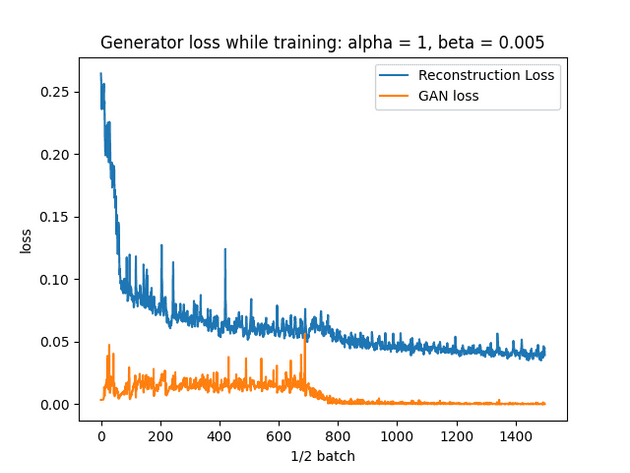 Generator loss while training: alpha = 1, beta = 0.005
Reconstruction Loss
GAN loss
loss
0.25
0.20
0.15
0.10
0.05
0.00
0 200 400 600 800 1000 1200 1400
1/2 batch